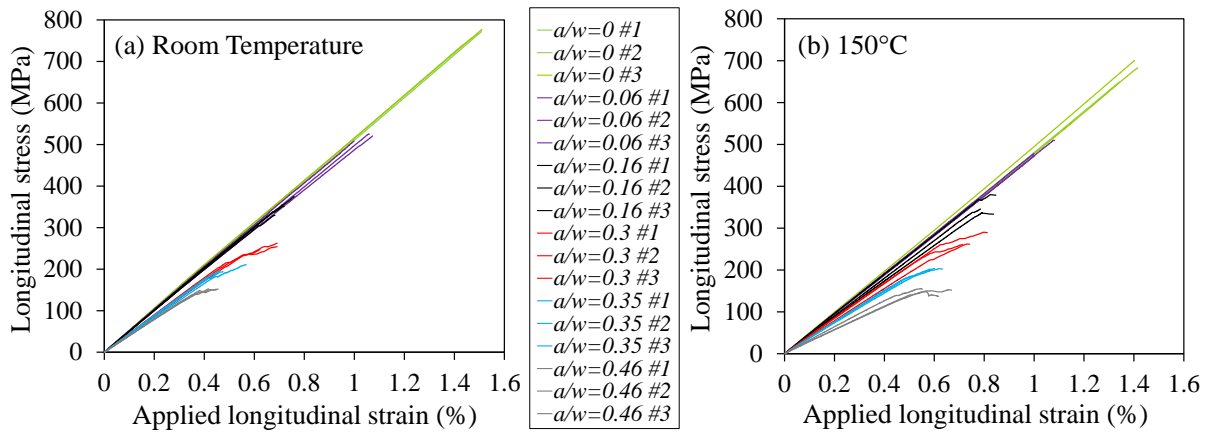 (a) Room Temperature
Longitudinal stress (MPa)
800
700
600
500
400
300
200
100
0
0 0.2 0.4 0.6 0.8 1 1.2 1.4 1.6
Applied longitudinal strain (%)
a/w=0 #1
a/w=0 #2
a/w=0 #3
a/w=0.06 #1
a/w=0.06 #2
a/w=0.06 #3
a/w=0.16 #1
a/w=0.16 #2
a/w=0.16 #3
a/w=0.3 #1
a/w=0.3 #2
a/w=0.3 #3
a/w=0.35 #1
a/w=0.35 #2
a/w=0.35 #3
a/w=0.46 #1
a/w=0.46 #2
a/w=0.46 #3
(b) 150°C
Longitudinal stress (MPa)
800
700
600
500
400
300
200
100
0
0 0.2 0.4 0.6 0.8 1 1.2 1.4 1.6
Applied longitudinal strain (%)